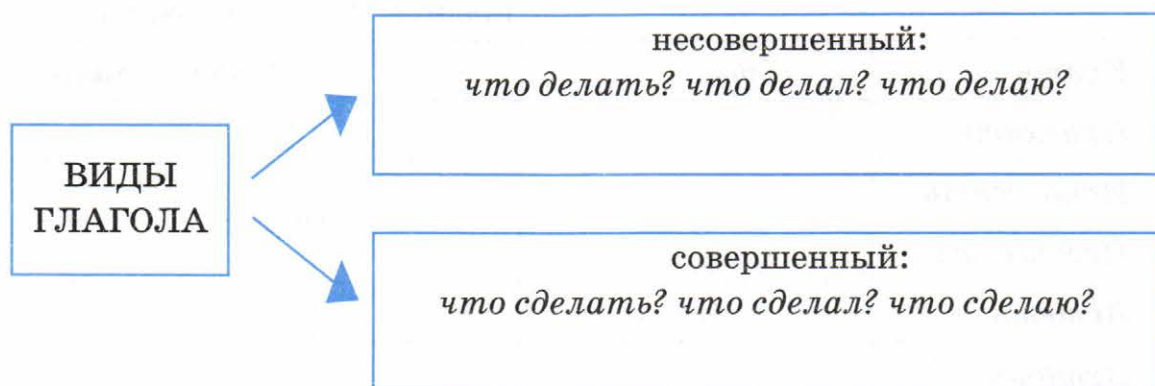 несовершенный:
что делать? что делал? что делаю?
ВИДЫ
ГЛАГОЛА
совершенный:
что сделать? что сделал? что сделаю?